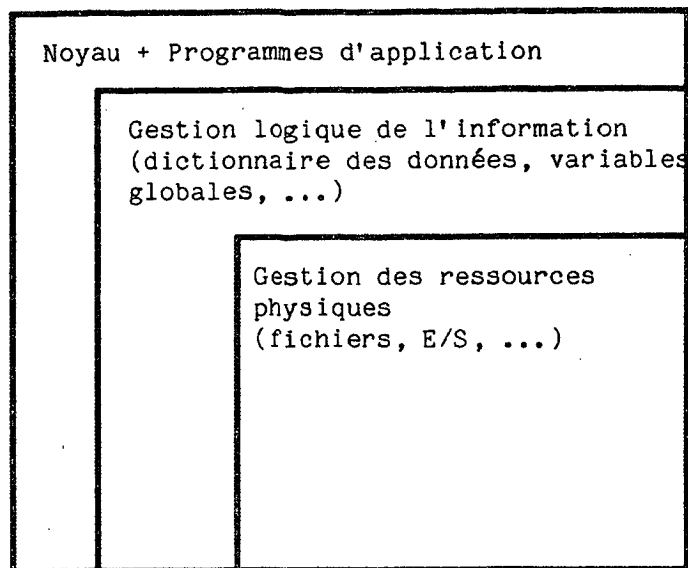 Noyau + Programmes d'application
Gestion logique de l'information
(dictionnaire des données, variables
globales, ...)
Gestion des ressources
physiques
(fichiers, E/S, ...)